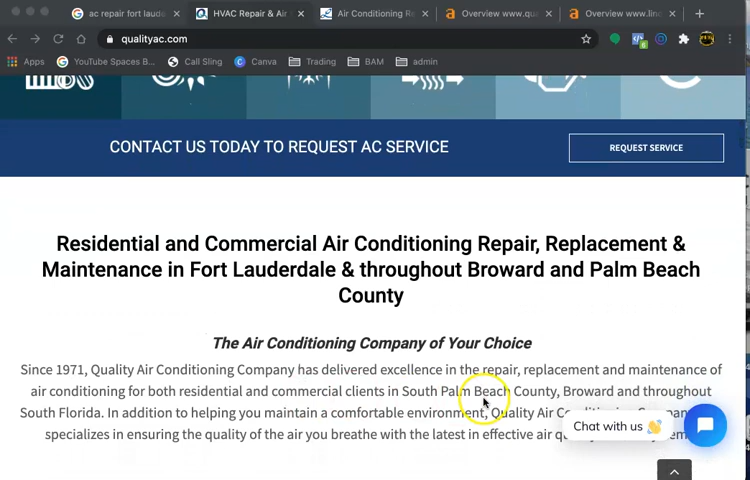 ac repair fort laude
HVAC Repair & Air
Air Conditioning Re
Overview www.qua
Overview www.lin
qualityac.com
Apps
YouTube Spaces B...
Call Sling
Canva
Trading
BAM
admin
CONTACT US TODAY TO REQUEST AC SERVICE
REQUEST SERVICE
Residential and Commercial Air Conditioning Repair, Replacement &
Maintenance in Fort Lauderdale & throughout Broward and Palm Beach
County
The Air Conditioning Company of Your Choice
Since 1971, Quality Air Conditioning Company has delivered excellence in the repair, replacement and maintenance of
air conditioning for both residential and commercial clients in South Palm Beach County, Broward and throughout
South Florida. In addition to helping you maintain a comfortable environment, Quality Air
specializes in ensuring the quality of the air you breathe with the latest in effective air
Chat with us 👋